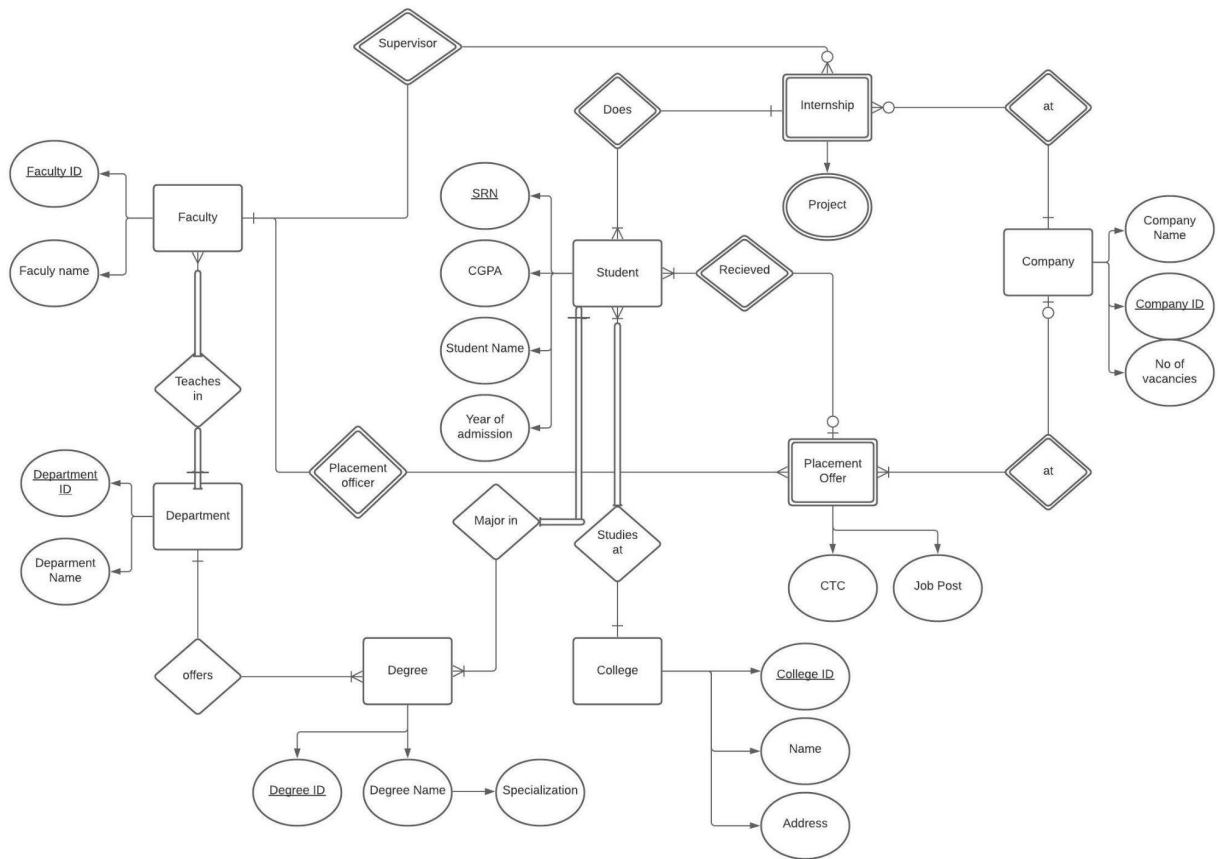 Supervisor
Does
Internship
at
Faculty ID
SRN
Project
Company
Name
Faculty
Faculy name
CGPA
Student
Recieved
Company
Company ID
Student Name
No of
vacancies
Teaches
in
Year of
admission
Department
ID
Placement
officer
Placement
Offer
at
Department
Major in
Studies
at
Deparment
Name
CTC
Job Post
offers
Degree
College
College ID
Name
Degree ID
Degree Name
Specialization
Address